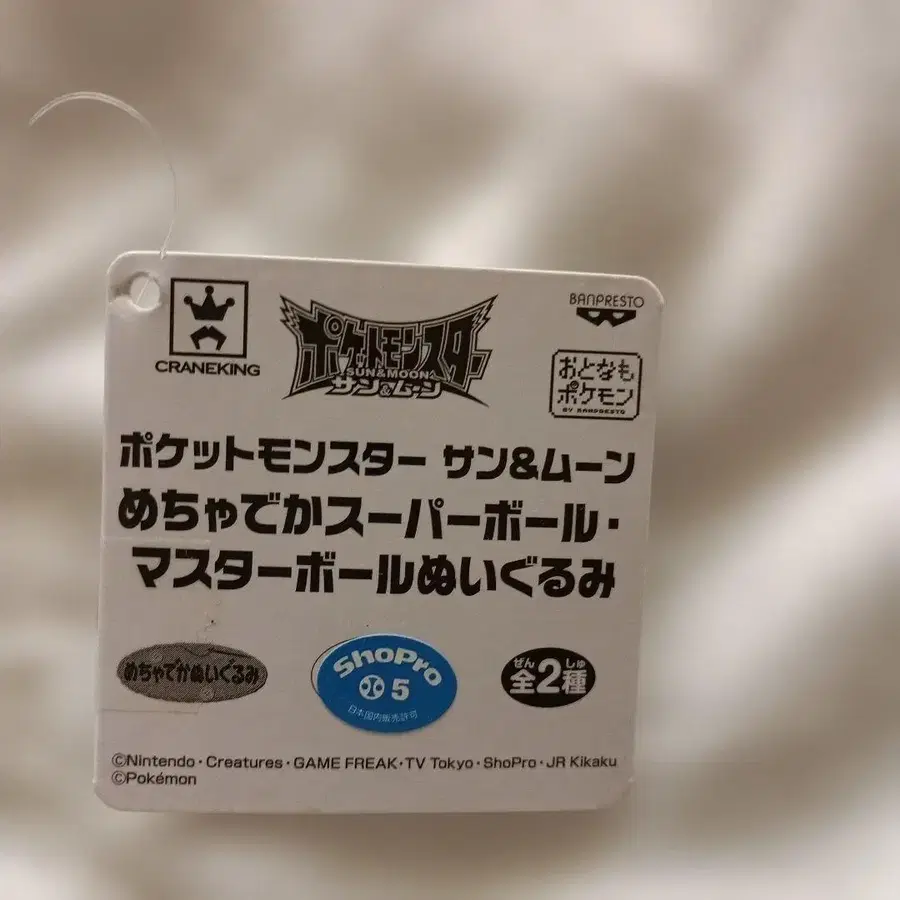 CRANEKING
ポケットモンスター
SUN&MOON
サン&ムーン
BANPRESTO
おとなも
ポケモン
BY BANPRESTO
ポケットモンスター サン&ムーン
めちゃでかスーパーボール・
マスターボールぬいぐるみ
めちゃでかぬいぐるみ
ShoPro
5
日本国内販売許可
ぜん しゅ
全2種
©Nintendo・Creatures・GAME FREAK・TV Tokyo・ShoPro・JR Kikaku
©Pokémon